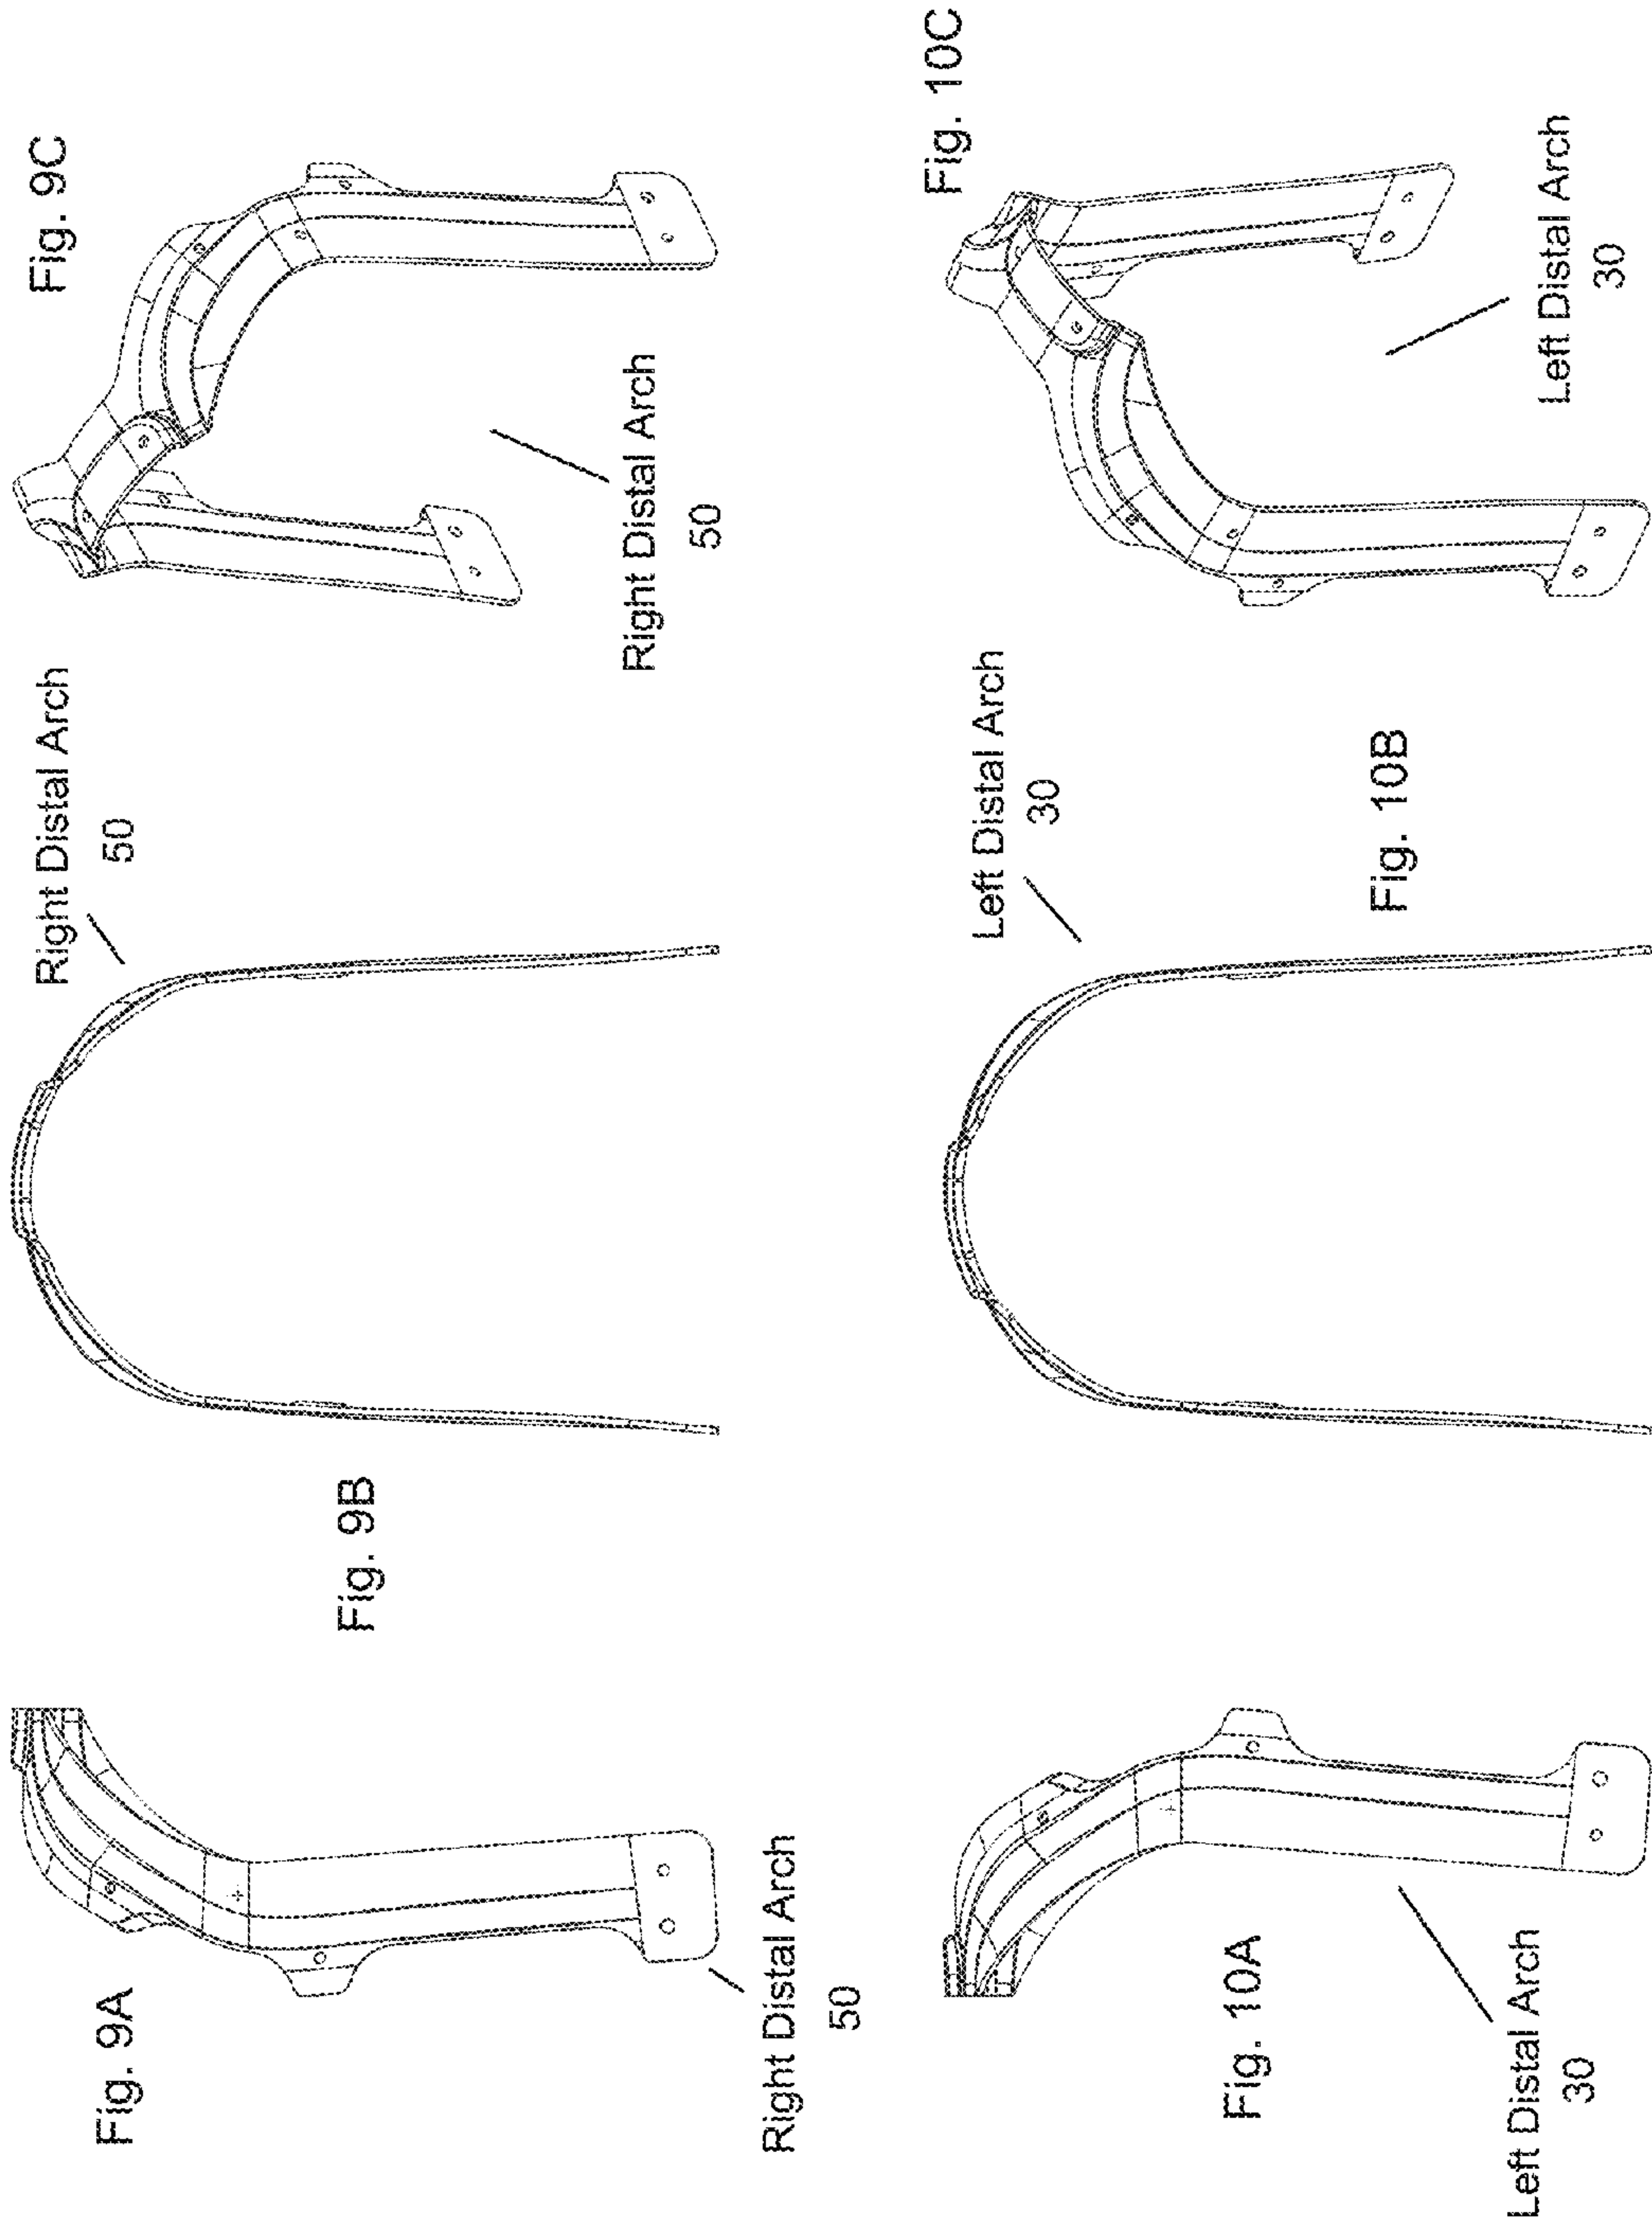 Fig. 9A
Right Distal Arch
50
Fig. 9B
Right Distal Arch
50
Fig. 9C
Right Distal Arch
50
Fig. 10A
Left Distal Arch
30
Fig. 10B
Left Distal Arch
30
Fig. 10C
Left Distal Arch
30